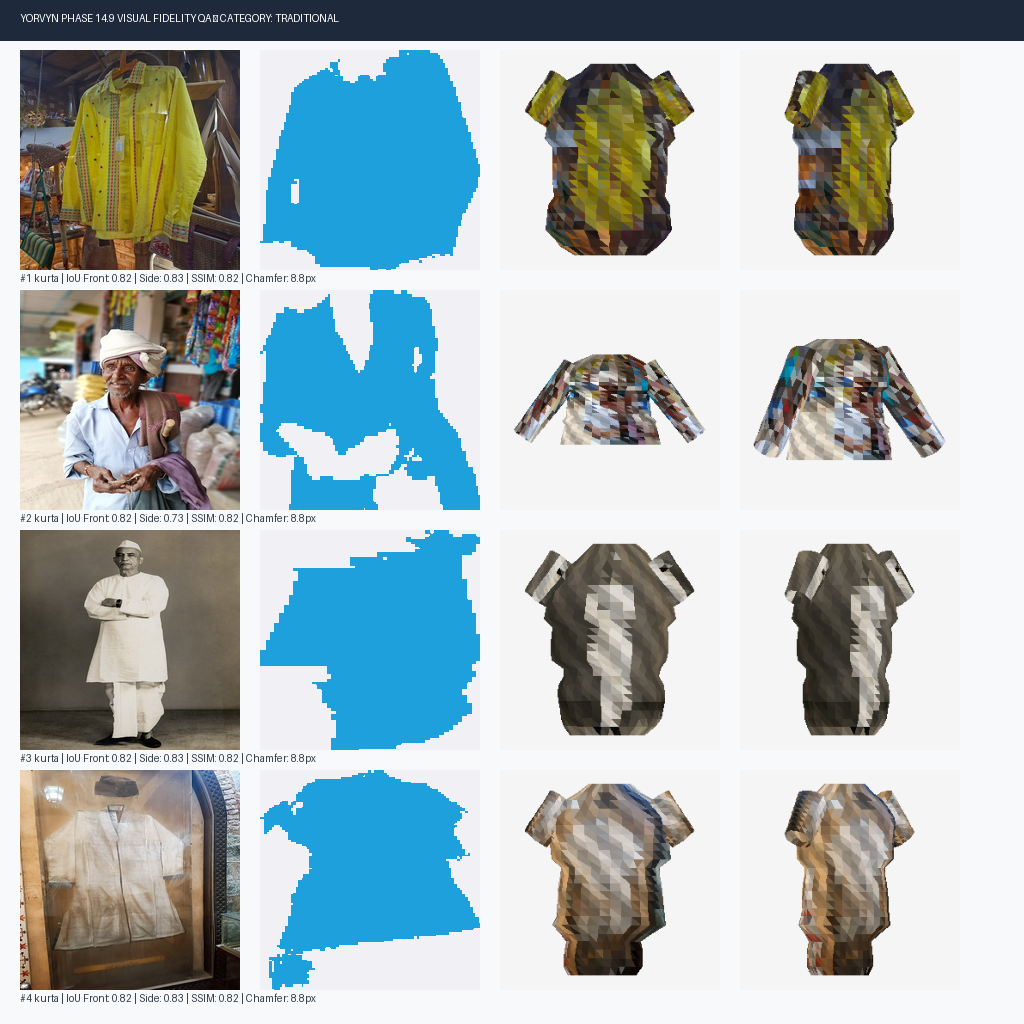 YORVYN PHASE 14.9 VISUAL FIDELITY QA▯CATEGORY: TRADITIONAL
#1 kurta | IoU Front: 0.82 | Side: 0.83 | SSIM: 0.82 | Chamfer: 8.8px
#2 kurta | IoU Front: 0.82 | Side: 0.73 | SSIM: 0.82 | Chamfer: 8.8px
#3 kurta | IoU Front: 0.82 | Side: 0.83 | SSIM: 0.82 | Chamfer: 8.8px
#4 kurta | IoU Front: 0.82 | Side: 0.83 | SSIM: 0.82 | Chamfer: 8.8px